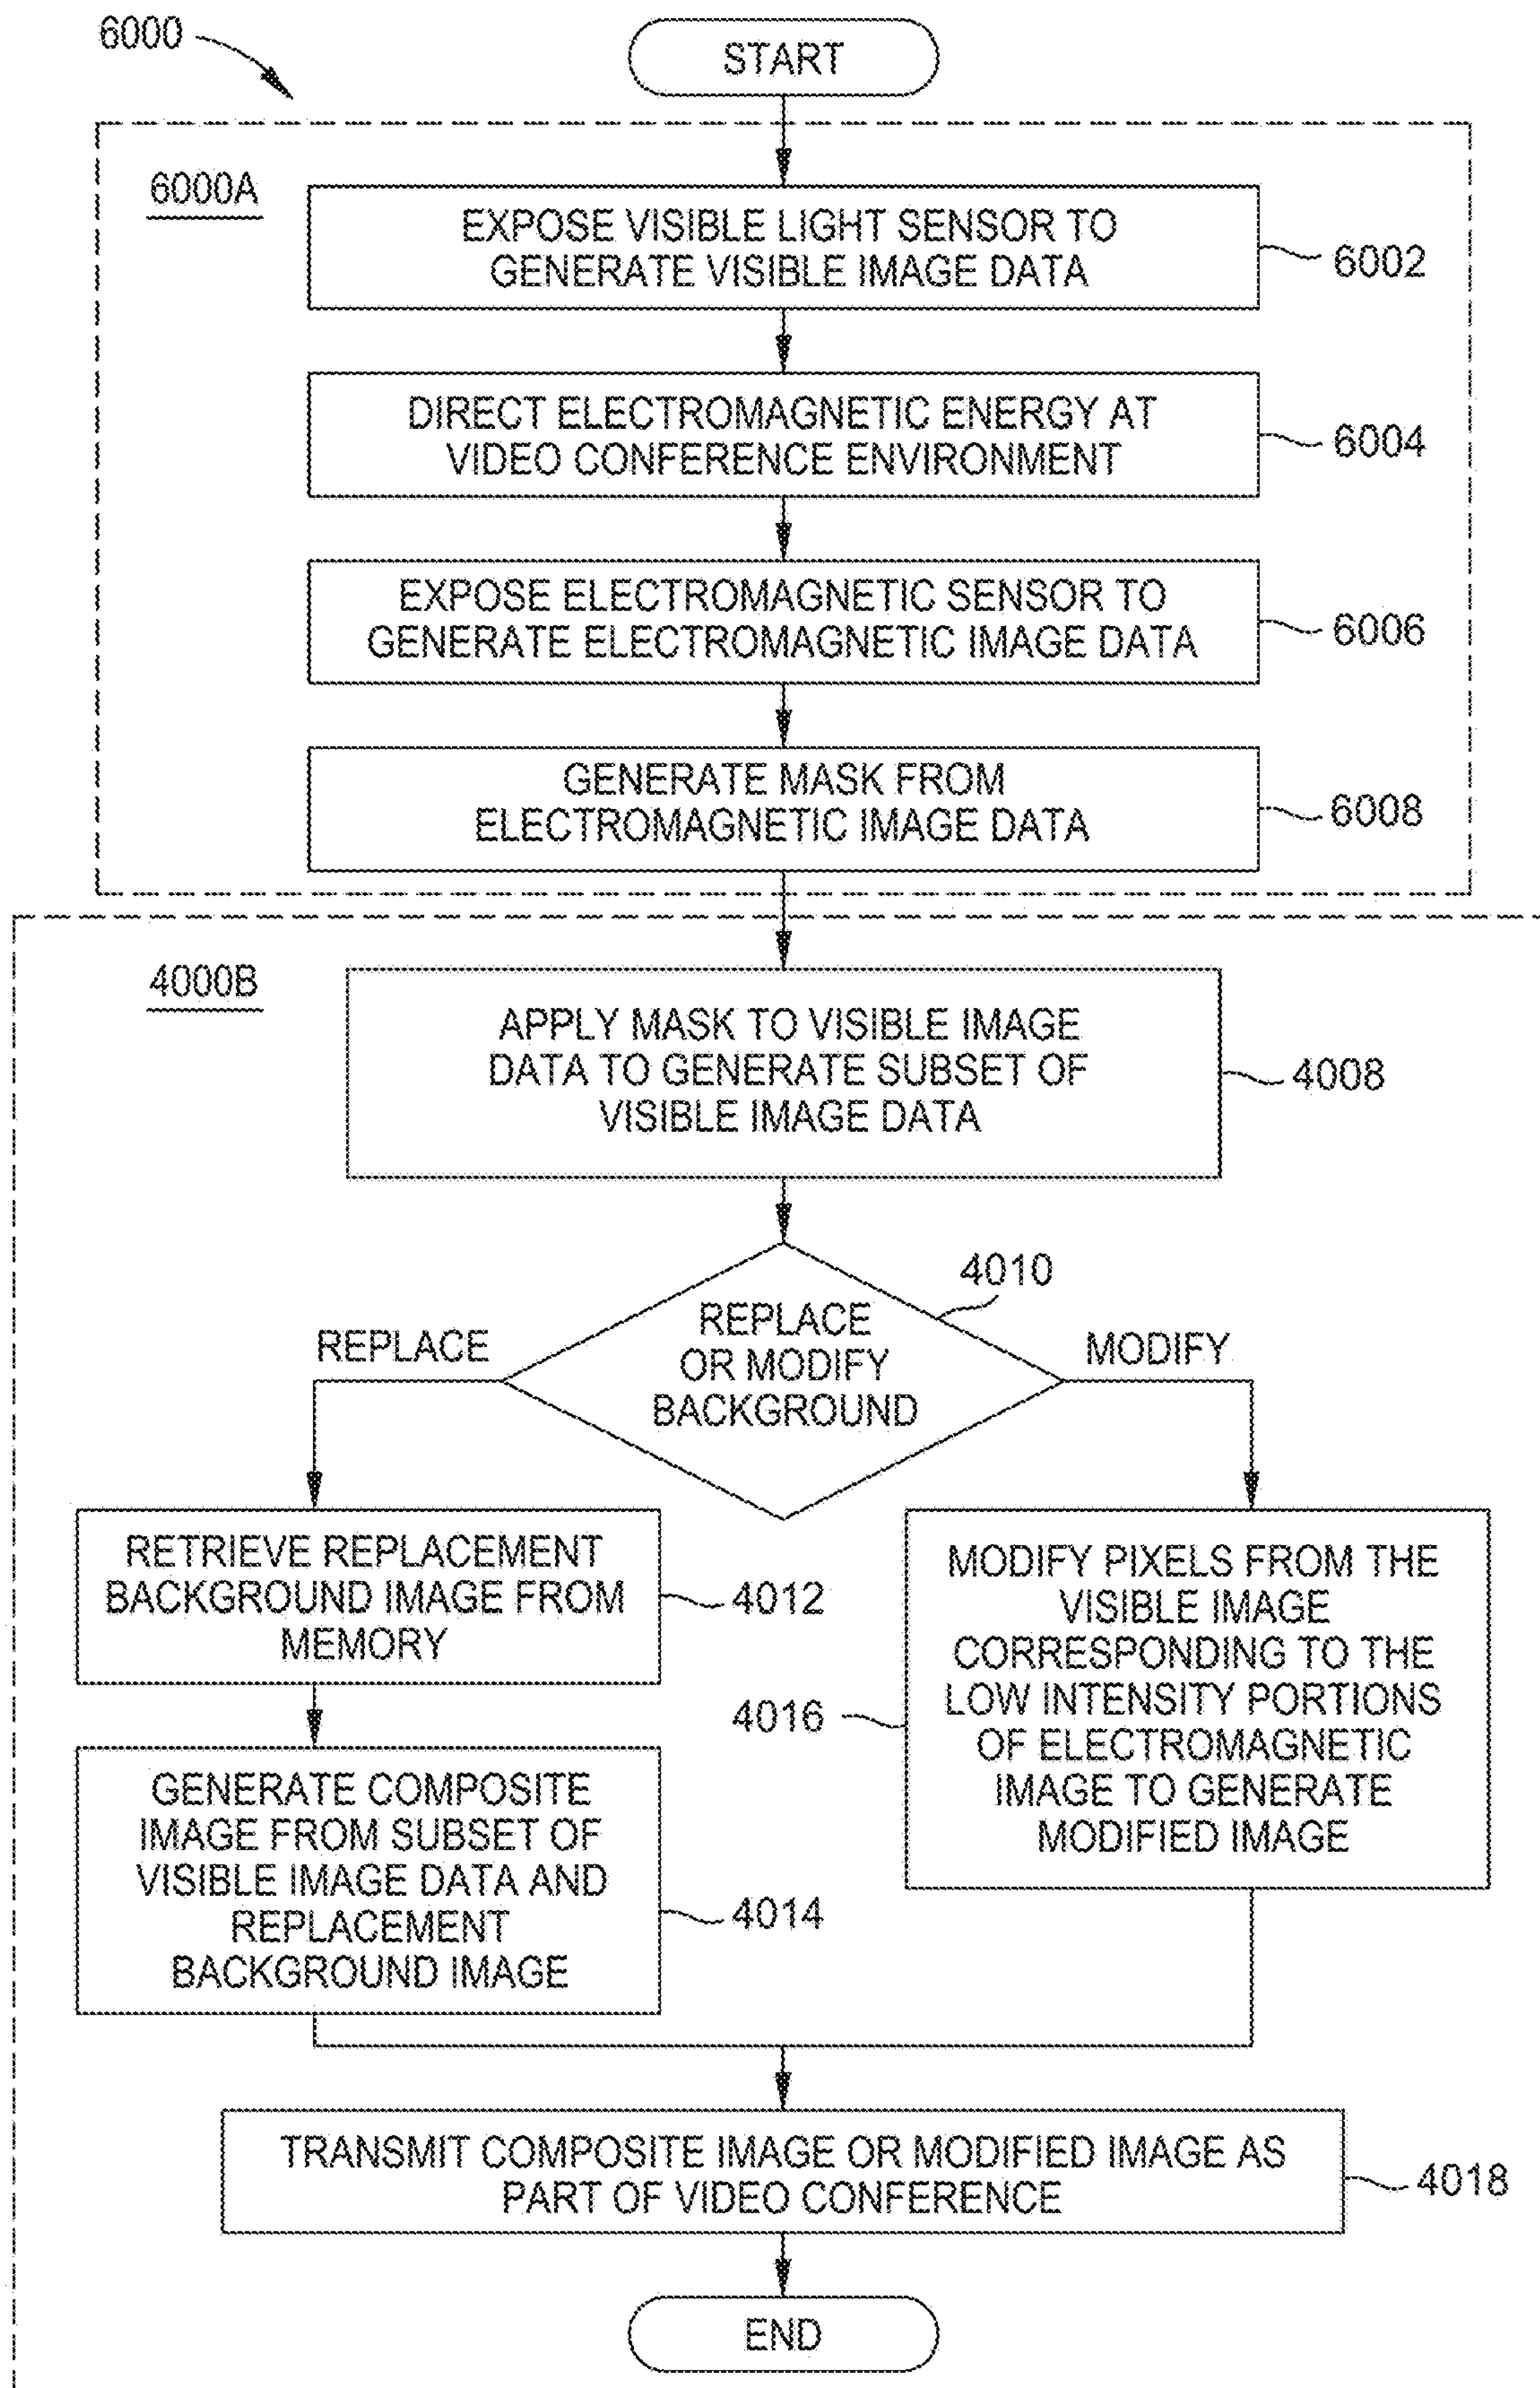 6000
START
6000A
EXPOSE VISIBLE LIGHT SENSOR TO
GENERATE VISIBLE IMAGE DATA
6002
DIRECT ELECTROMAGNETIC ENERGY AT
VIDEO CONFERENCE ENVIRONMENT
6004
EXPOSE ELECTROMAGNETIC SENSOR TO
GENERATE ELECTROMAGNETIC IMAGE DATA
6006
GENERATE MASK FROM
ELECTROMAGNETIC IMAGE DATA
6008
4000B
APPLY MASK TO VISIBLE IMAGE
DATA TO GENERATE SUBSET OF
VISIBLE IMAGE DATA
4008
4010
REPLACE
OR MODIFY
BACKGROUND
REPLACE
MODIFY
RETRIEVE REPLACEMENT
BACKGROUND IMAGE FROM
MEMORY
4012
GENERATE COMPOSITE
IMAGE FROM SUBSET OF
VISIBLE IMAGE DATA AND
REPLACEMENT
BACKGROUND IMAGE
4014
MODIFY PIXELS FROM THE
VISIBLE IMAGE
CORRESPONDING TO THE
LOW INTENSITY PORTIONS
OF ELECTROMAGNETIC
IMAGE TO GENERATE
MODIFIED IMAGE
4016
TRANSMIT COMPOSITE IMAGE OR MODIFIED IMAGE AS
PART OF VIDEO CONFERENCE
4018
END